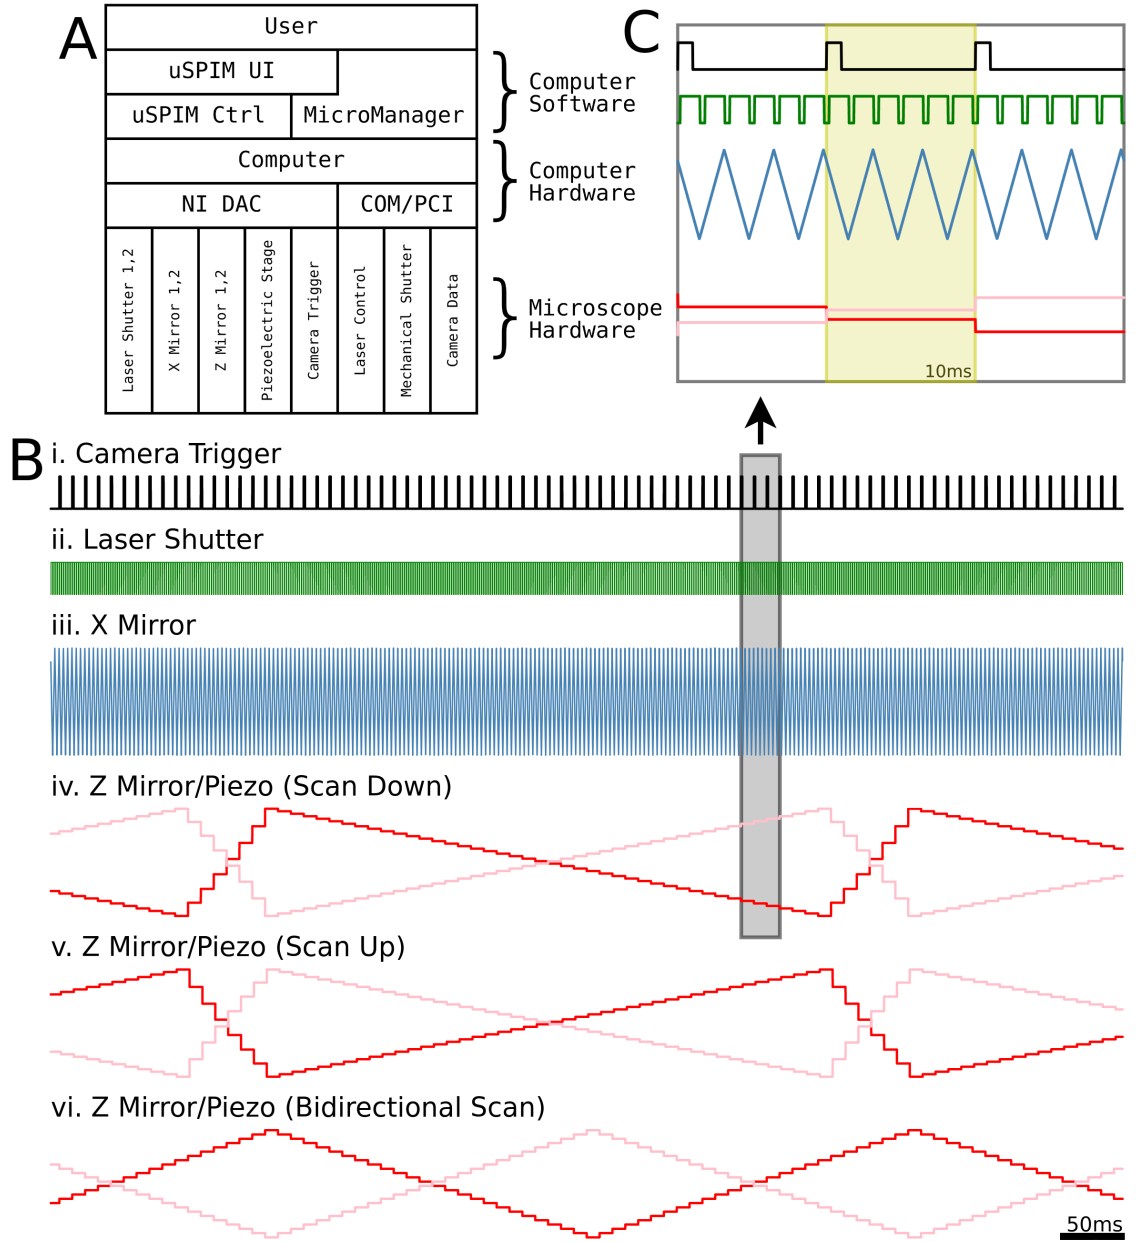 A
User
uSPIM UI
uSPIM Ctrl
MicroManager
Computer
NI DAC
COM/PCI
Laser Shutter 1,2
X Mirror 1,2
Z Mirror 1,2
Piezoelectric Stage
Camera Trigger
Laser Control
Mechanical Shutter
Camera Data
Computer
Software
Computer
Hardware
Microscope
Hardware
C
10ms
B
i. Camera Trigger
ii. Laser Shutter
iii. X Mirror
iv. Z Mirror/Piezo (Scan Down)
v. Z Mirror/Piezo (Scan Up)
vi. Z Mirror/Piezo (Bidirectional Scan)
50ms